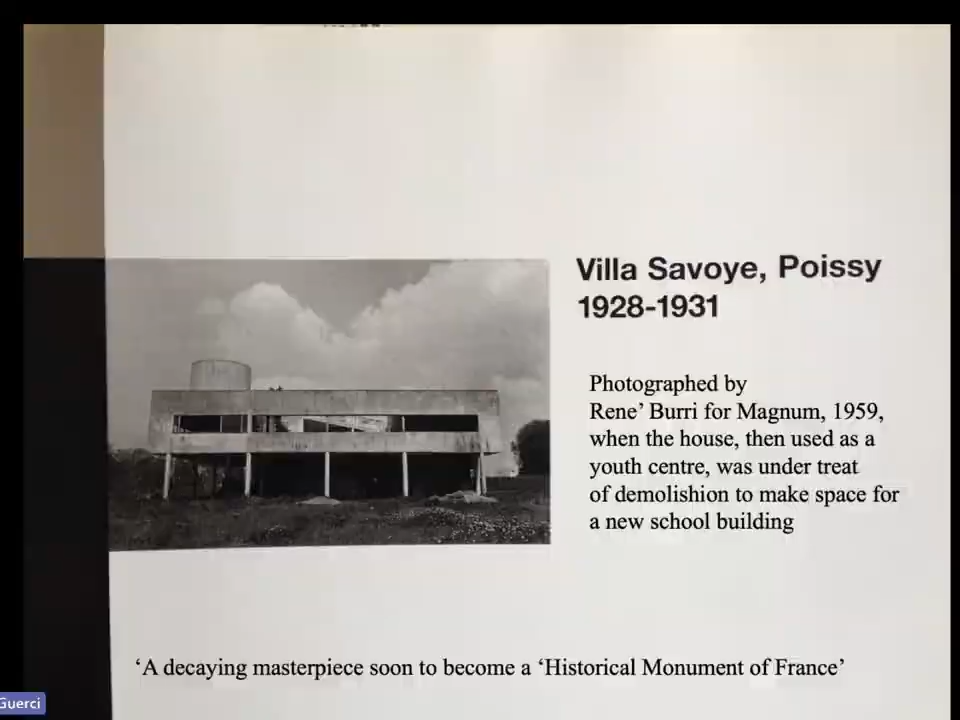 Villa Savoye, Poissy
1928-1931
Photographed by
Rene’ Burri for Magnum, 1959,
when the house, then used as a
youth centre, was under treat
of demolishion to make space for
a new school building
‘A decaying masterpiece soon to become a ‘Historical Monument of France’
Guerci